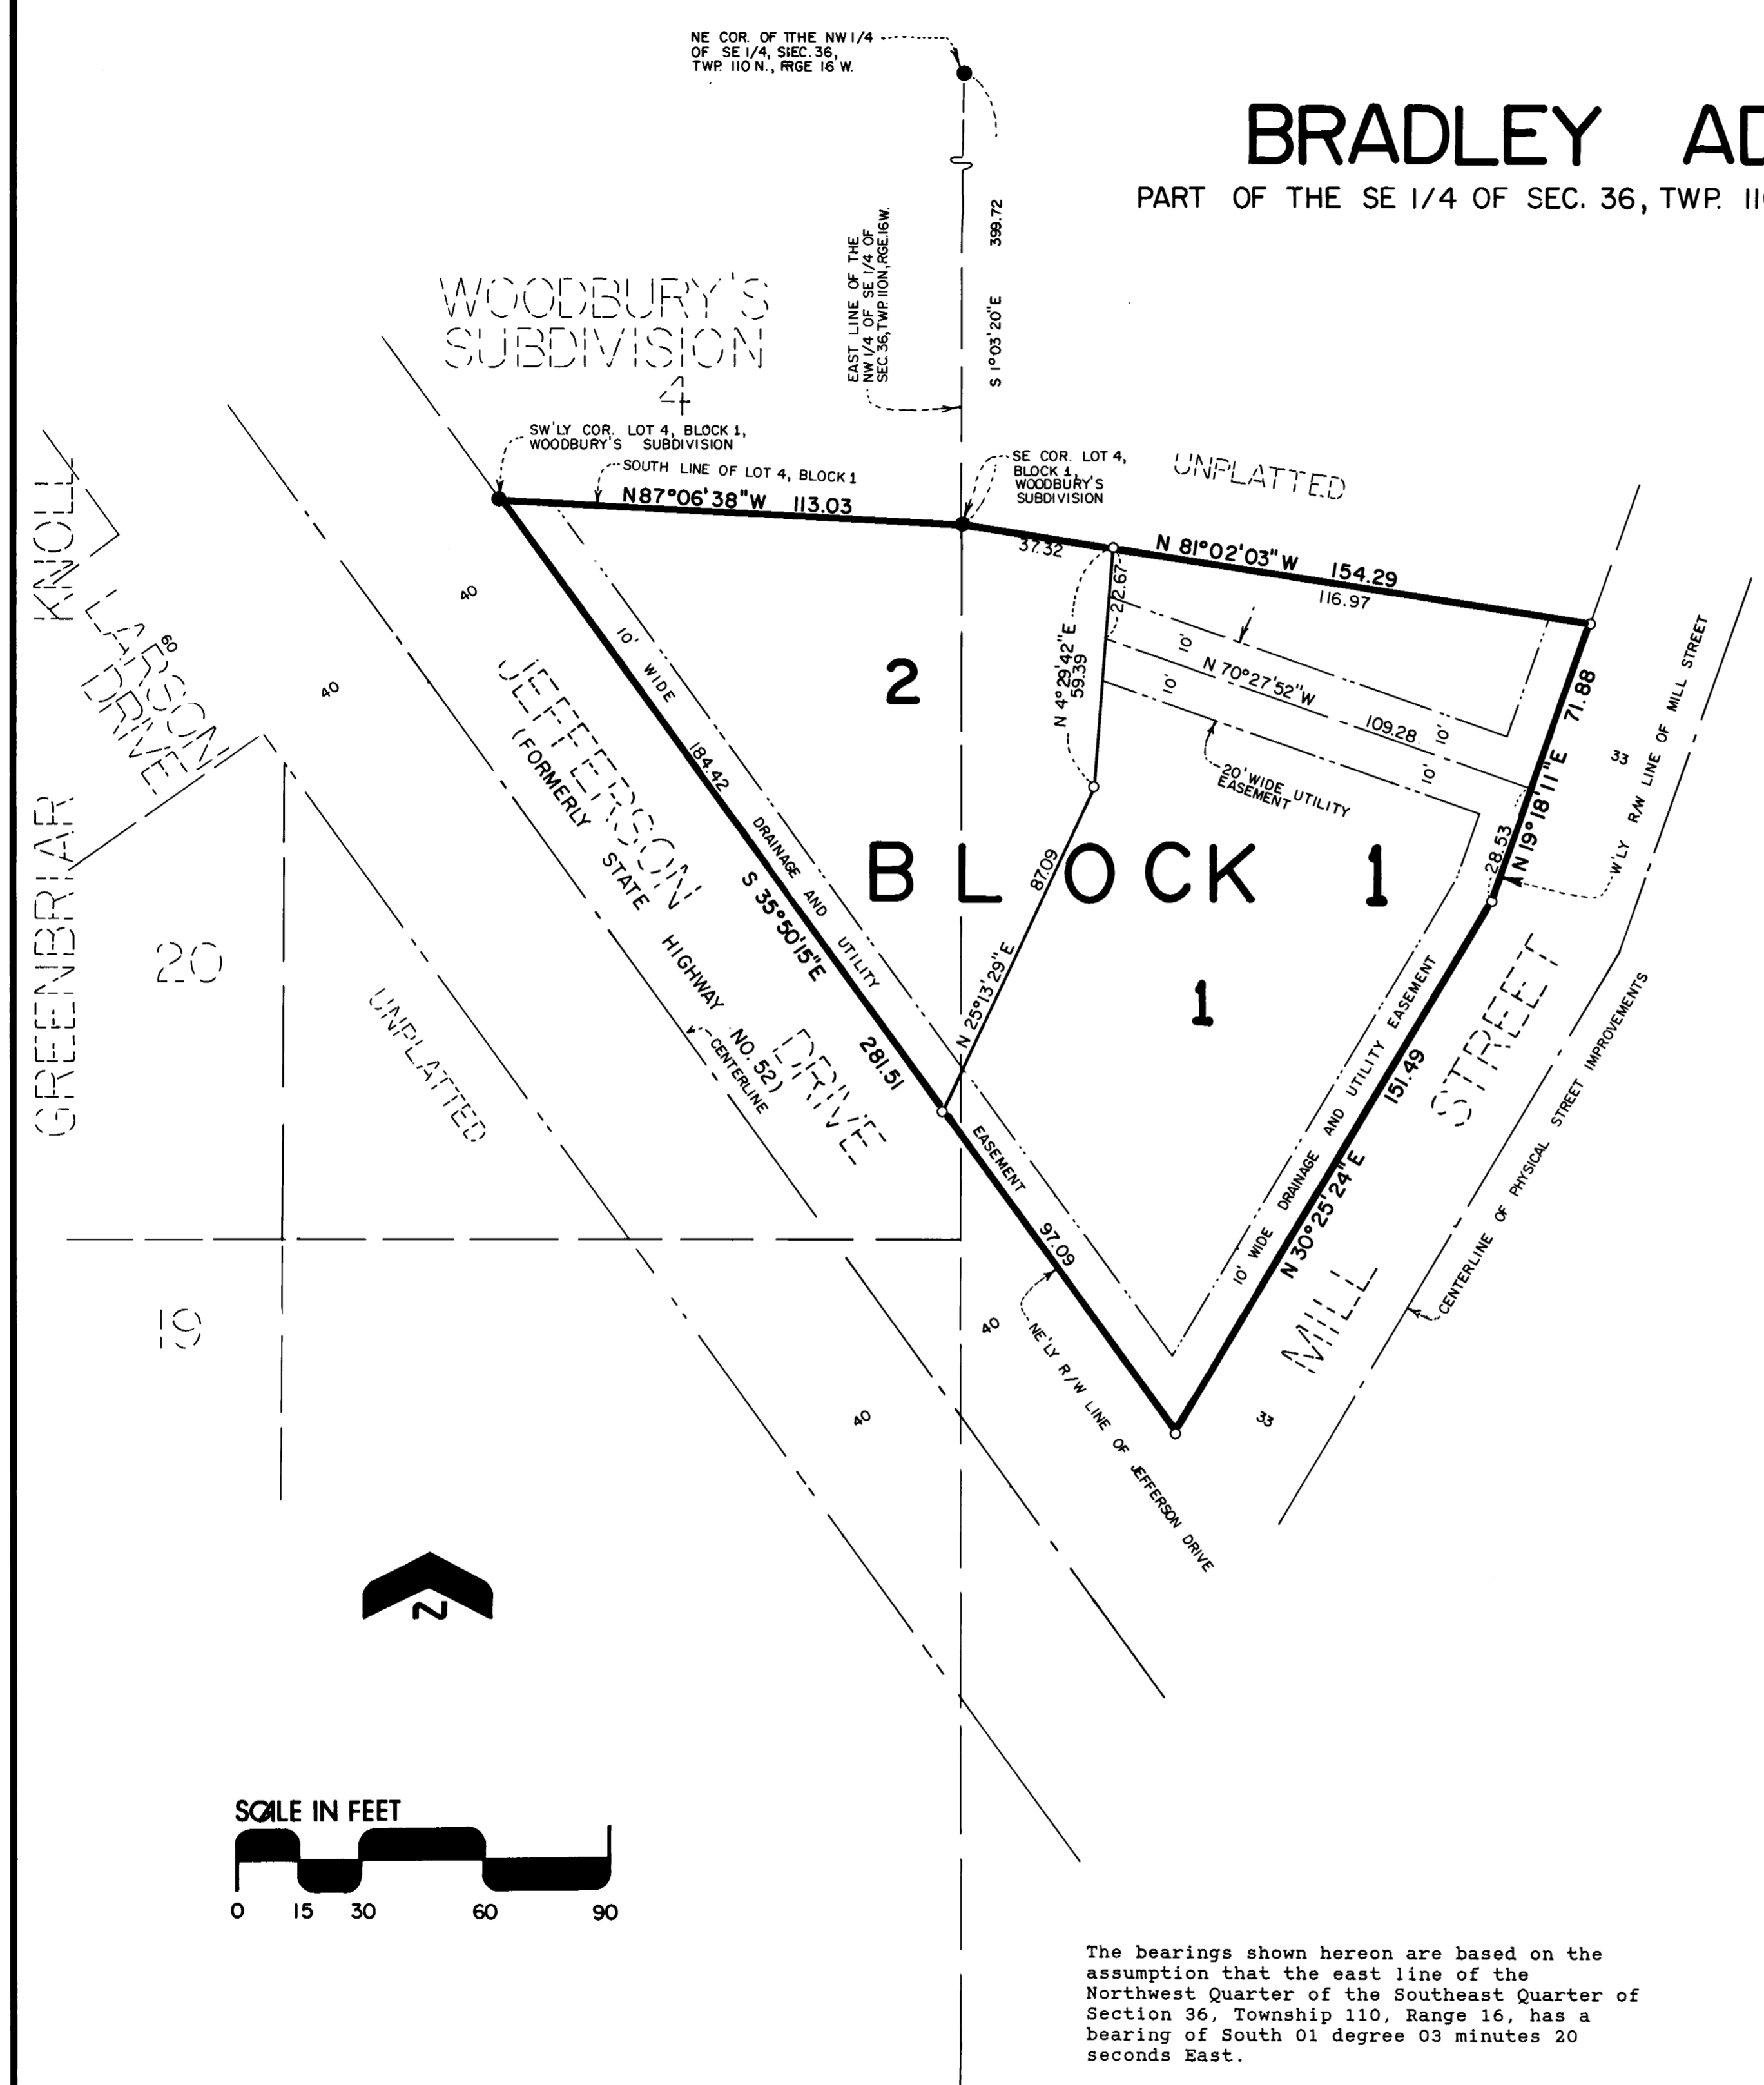 NE COR. OF TTHE NW 1/4
OF SE 1/4, SIEC. 36,
TWP. 110 N., RRGE 16 W.
BRADLEY AD
PART OF THE SE 1/4 OF SEC. 36, TWP. 11
399.72
S 1°03'20"E
EAST LINE OF THE
NW 1/4 OF SE 1/4 OF
SEC. 36, TWP. 110N, RGE. 16W.
WOODBURY'S
SUBDIVISION
4
SW'LY COR. LOT 4, BLOCK 1,
WOODBURY'S SUBDIVISION
SOUTH LINE OF LOT 4, BLOCK 1
N87°06'38"W 113.03
SE COR. LOT 4,
BLOCK 1,
WOODBURY'S
SUBDIVISION
UNPLATTED
37.32
N 81°02'03"W 154.29
116.97
GREENBRIAR KNOLL
LARSON
DRIVE
60
40
40
10' WIDE DRAINAGE AND UTILITY EASEMENT
JEFFERSON DRIVE
(FORMERLY STATE HIGHWAY NO. 52)
CENTERLINE
184.42
S 35°50'15"E 281.51
97.09
2
N 4°29'42"E
59.39
22.67
10'
10'
N 70°27'52"W 109.28
10'
10'
20' WIDE UTILITY
EASEMENT
71.88
N 19°18'11"E
28.53
33
W'LY R/W LINE OF MILL STREET
BLOCK 1
87.09
N 25°13'29"E
1
10' WIDE DRAINAGE AND UTILITY EASEMENT
151.49
N 30°25'24"E
MILL STREET
CENTERLINE OF PHYSICAL STREET IMPROVEMENTS
33
20
UNPLATTED
19
40
40
NE'LY R/W LINE OF JEFFERSON DRIVE
N
SCALE IN FEET
0 15 30 60 90
The bearings shown hereon are based on the
assumption that the east line of the
Northwest Quarter of the Southeast Quarter of
Section 36, Township 110, Range 16, has a
bearing of South 01 degree 03 minutes 20
seconds East.